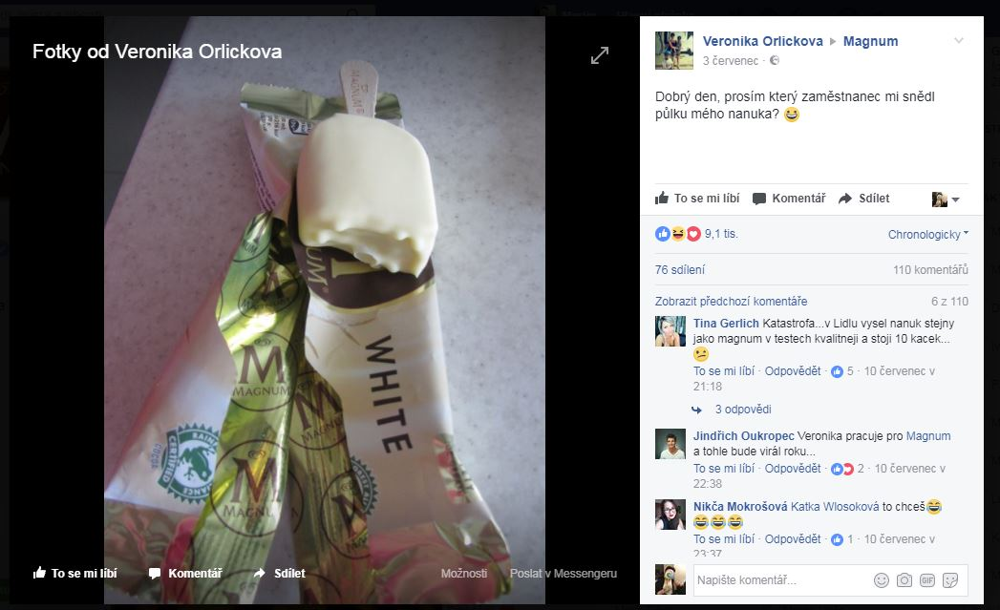 Fotky od Veronika Orlickova
MAGNUM
MAGNUM
WHITE
M
MAGNUM
M
MAGNUM
CERTIFIED
COCOA
To se mi líbí
Komentář
Sdílet
Možnosti
Poslat v Messengeru
Veronika Orlickova ▸ Magnum
3 červenec ·
Dobrý den, prosím který zaměstnanec mi snědl
půlku mého nanuka? 😀
To se mi líbí Komentář Sdílet
9,1 tis.
Chronologicky
76 sdílení
110 komentářů
Zobrazit předchozí komentáře
6 z 110
Tina Gerlich Katastrofa...v Lidlu vysel nanuk stejny
jako magnum v testech kvalitneji a stoji 10 kacek...
😕
To se mi líbí · Odpovědět · 5 · 10 červenec v
21:18
3 odpovědi
Jindřich Oukropec Veronika pracuje pro Magnum
a tohle bude virál roku...
To se mi líbí · Odpovědět · 2 · 10 červenec v
22:38
Nikča Mokrošová Katka Wlosoková to chceš😂
😂😂😂
To se mi líbí · Odpovědět · 1 · 10 červenec v
23:37
Napište komentář...
GIF